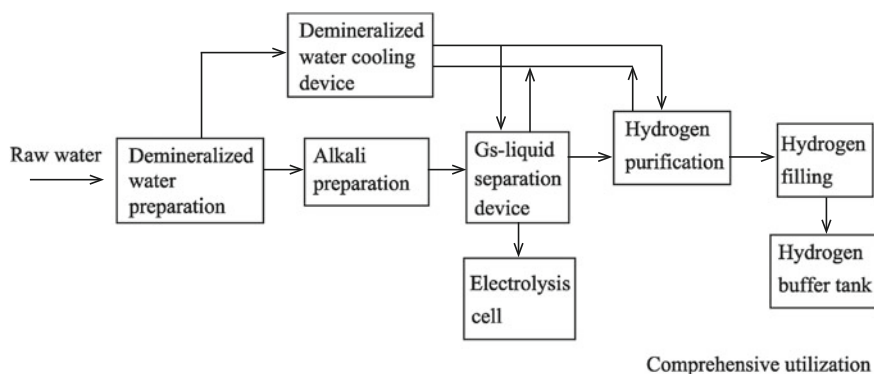 Demineralized
water cooling
device
Raw water
Demineralized
water
preparation
Alkali
preparation
Gs-liquid
separation
device
Hydrogen
purification
Hydrogen
filling
Electrolysis
cell
Hydrogen
buffer tank
Comprehensive utilization